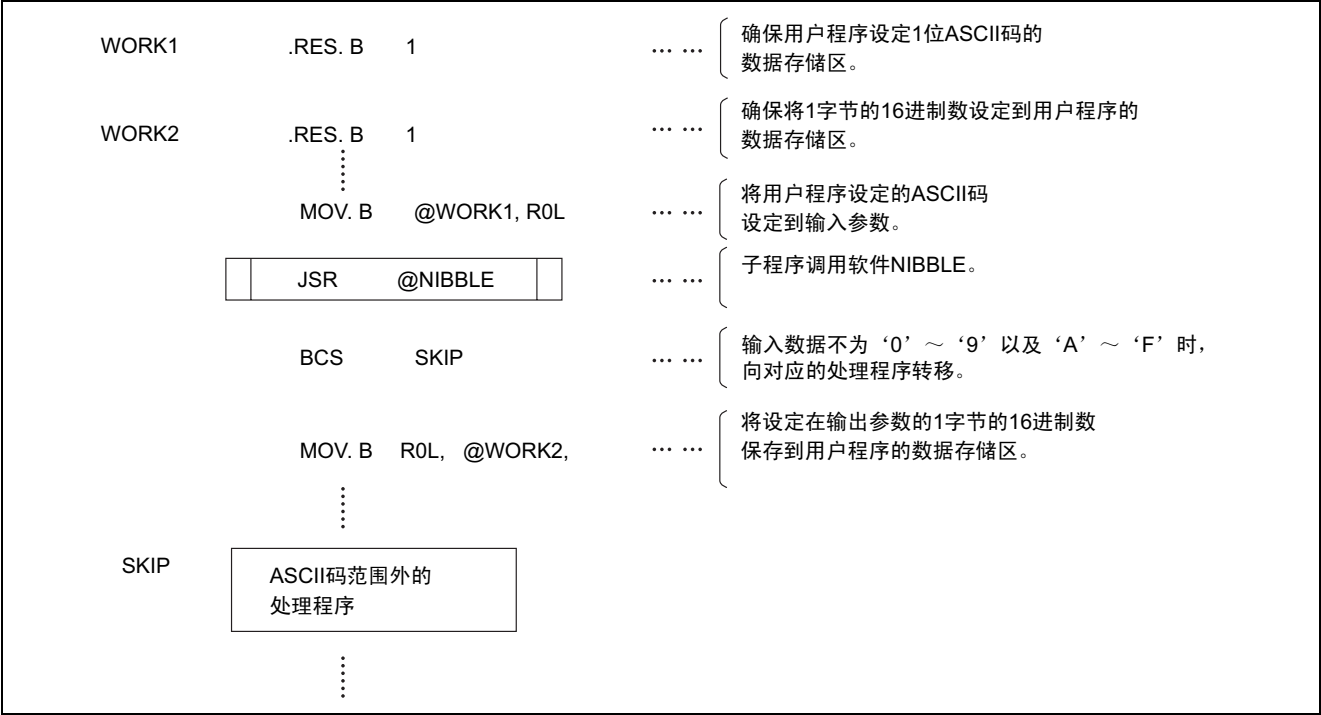 WORK1 .RES. B 1 … … 确保用户程序设定1位ASCII码的
数据存储区。
WORK2 .RES. B 1 … … 确保将1字节的16进制数设定到用户程序的
数据存储区。
MOV. B @WORK1, R0L … … 将用户程序设定的ASCII码
设定到输入参数。
JSR @NIBBLE … … 子程序调用软件NIBBLE。
BCS SKIP … … 输入数据不为‘0’～‘9’以及‘A’～‘F’时，
向对应的处理程序转移。
MOV. B R0L, @WORK2, … … 将设定在输出参数的1字节的16进制数
保存到用户程序的数据存储区。
SKIP ASCII码范围外的
处理程序